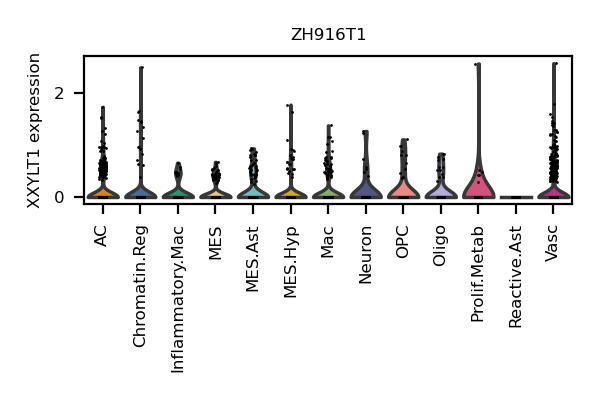 ZH916T1
XXYLT1 expression
2
0
AC
Chromatin.Reg
Inflammatory.Mac
MES
MES.Ast
MES.Hyp
Mac
Neuron
OPC
Oligo
Prolif.Metab
Reactive.Ast
Vasc